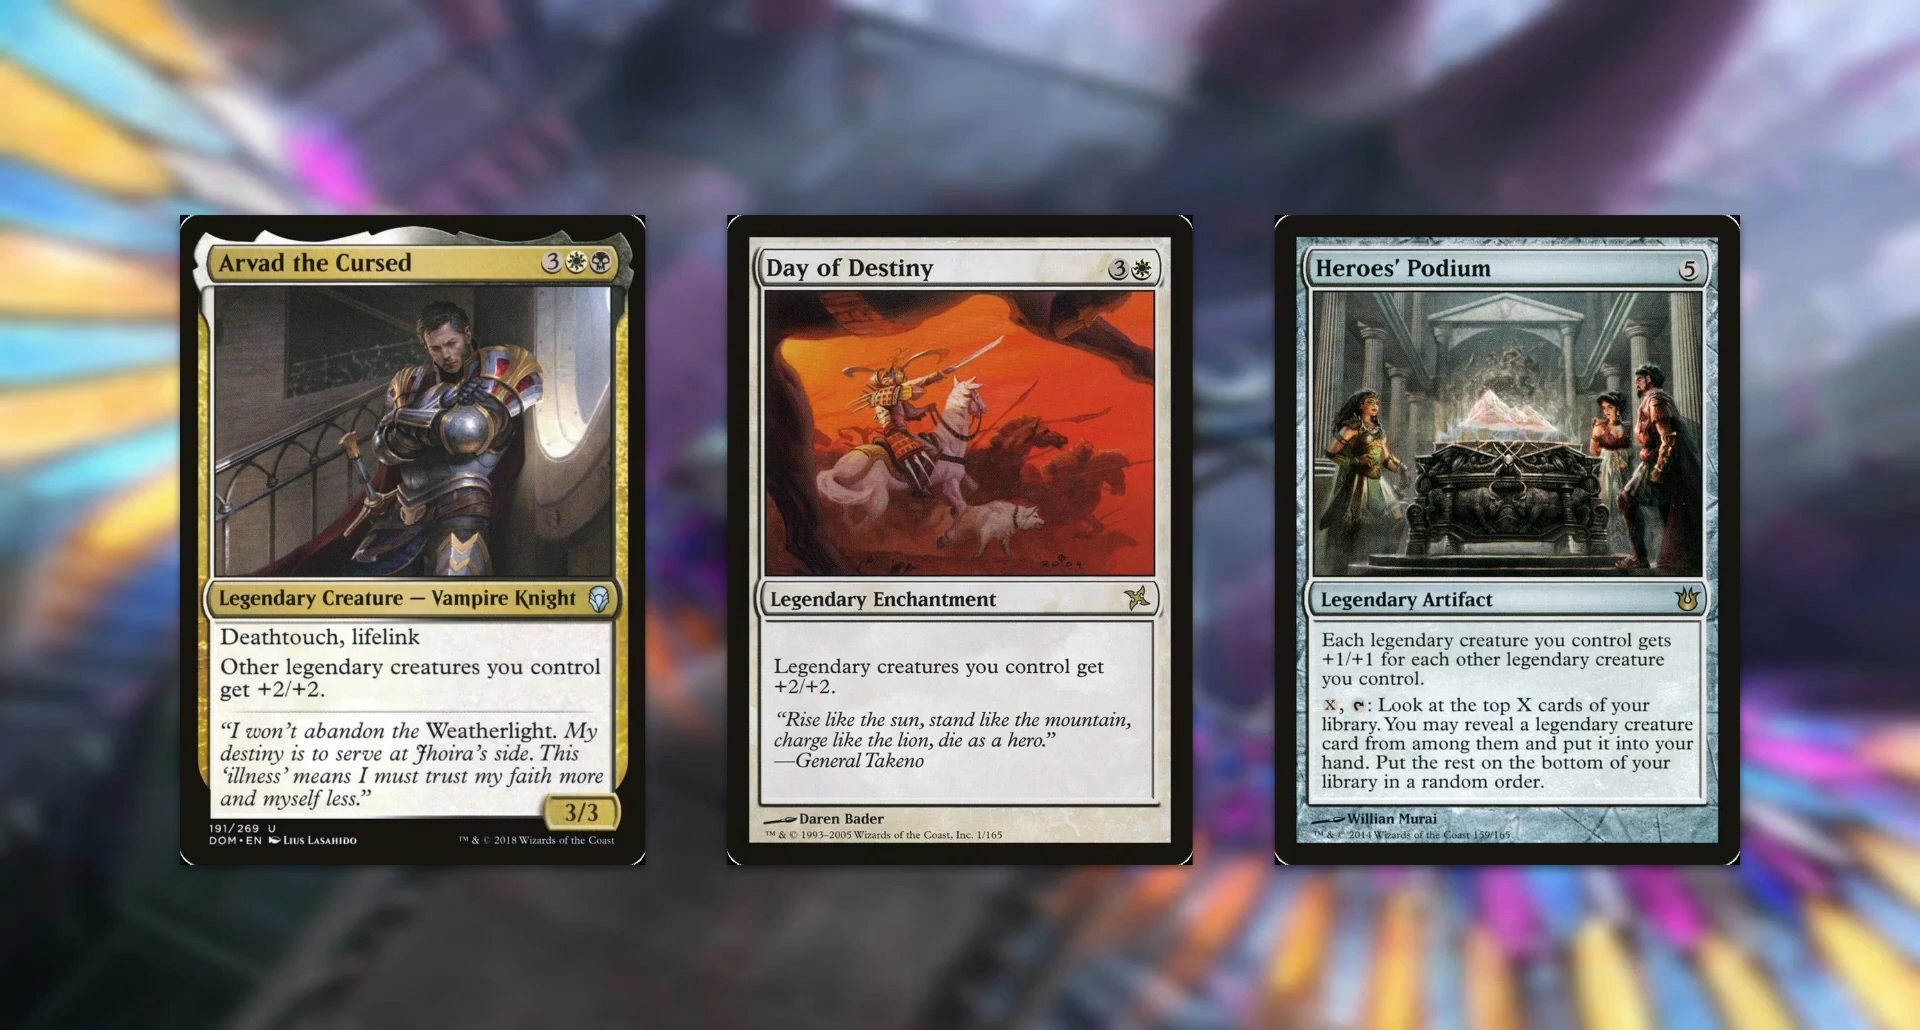 Arvad the Cursed 3
Legendary Creature — Vampire Knight
Deathtouch, lifelink
Other legendary creatures you control
get +2/+2.
“I won’t abandon the Weatherlight. My
destiny is to serve at Jhoira’s side. This
‘illness’ means I must trust my faith more
and myself less.”
3/3
191/269 U
DOM • EN Lius Lasahido
™ & © 2018 Wizards of the Coast
Day of Destiny 3
Legendary Enchantment
Legendary creatures you control get
+2/+2.
“Rise like the sun, stand like the mountain,
charge like the lion, die as a hero.”
—General Takeno
Daren Bader
™ & © 1993–2005 Wizards of the Coast, Inc. 1/165
Heroes’ Podium 5
Legendary Artifact
Each legendary creature you control gets
+1/+1 for each other legendary creature
you control.
X, : Look at the top X cards of your
library. You may reveal a legendary creature
card from among them and put it into your
hand. Put the rest on the bottom of your
library in a random order.
Willian Murai
™ & © 2014 Wizards of the Coast 159/165